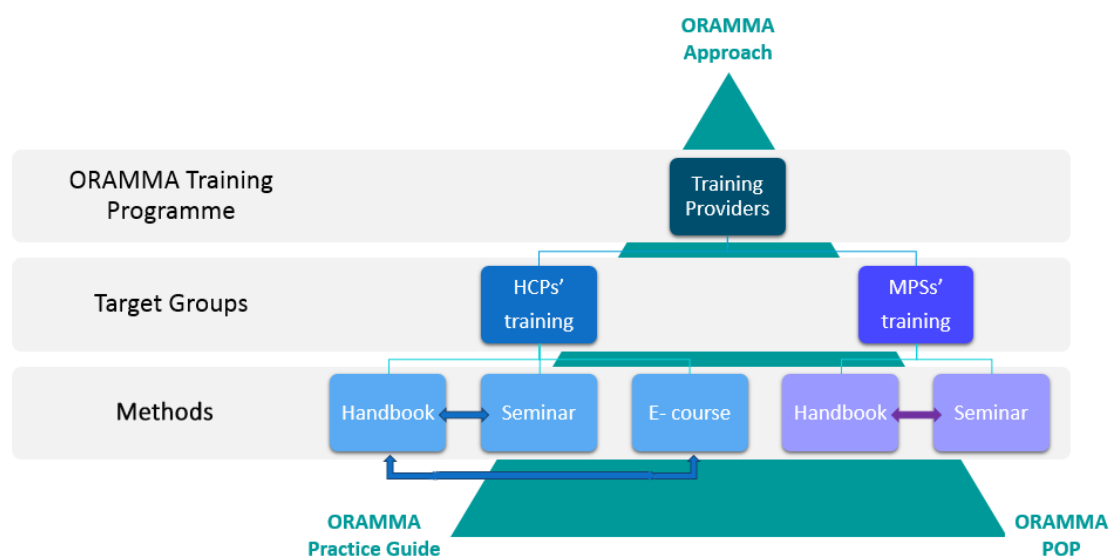 ORAMMA
Approach
ORAMMA Training
Programme
Training
Providers
Target Groups
HCPs'
training
MPSs'
training
Methods
Handbook
Seminar
E- course
Handbook
Seminar
ORAMMA
Practice Guide
ORAMMA
POP